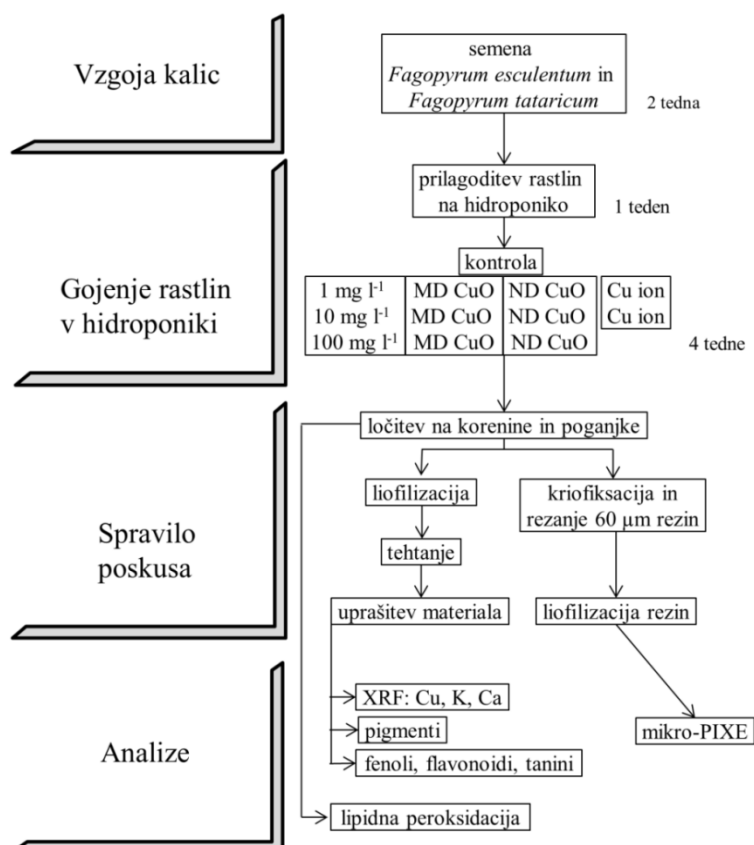 Vzgoja kalic
semena
Fagopyrum esculentum in
Fagopyrum tataricum
2 tedna
prilagoditev rastlin
na hidroponiko
1 teden
Gojenje rastlin
v hidroponiki
kontrola
1 mg l-1 MD CuO ND CuO Cu ion
10 mg l-1 MD CuO ND CuO Cu ion
100 mg l-1 MD CuO ND CuO
4 tedne
Spravilo
poskusa
ločitev na korenine in poganjke
liofilizacija
tehtanje
uprašitev materiala
kriofiksacija in
rezanje 60 µm rezin
liofilizacija rezin
Analize
XRF: Cu, K, Ca
pigmenti
fenoli, flavonoidi, tanini
lipidna peroksidacija
mikro-PIXE